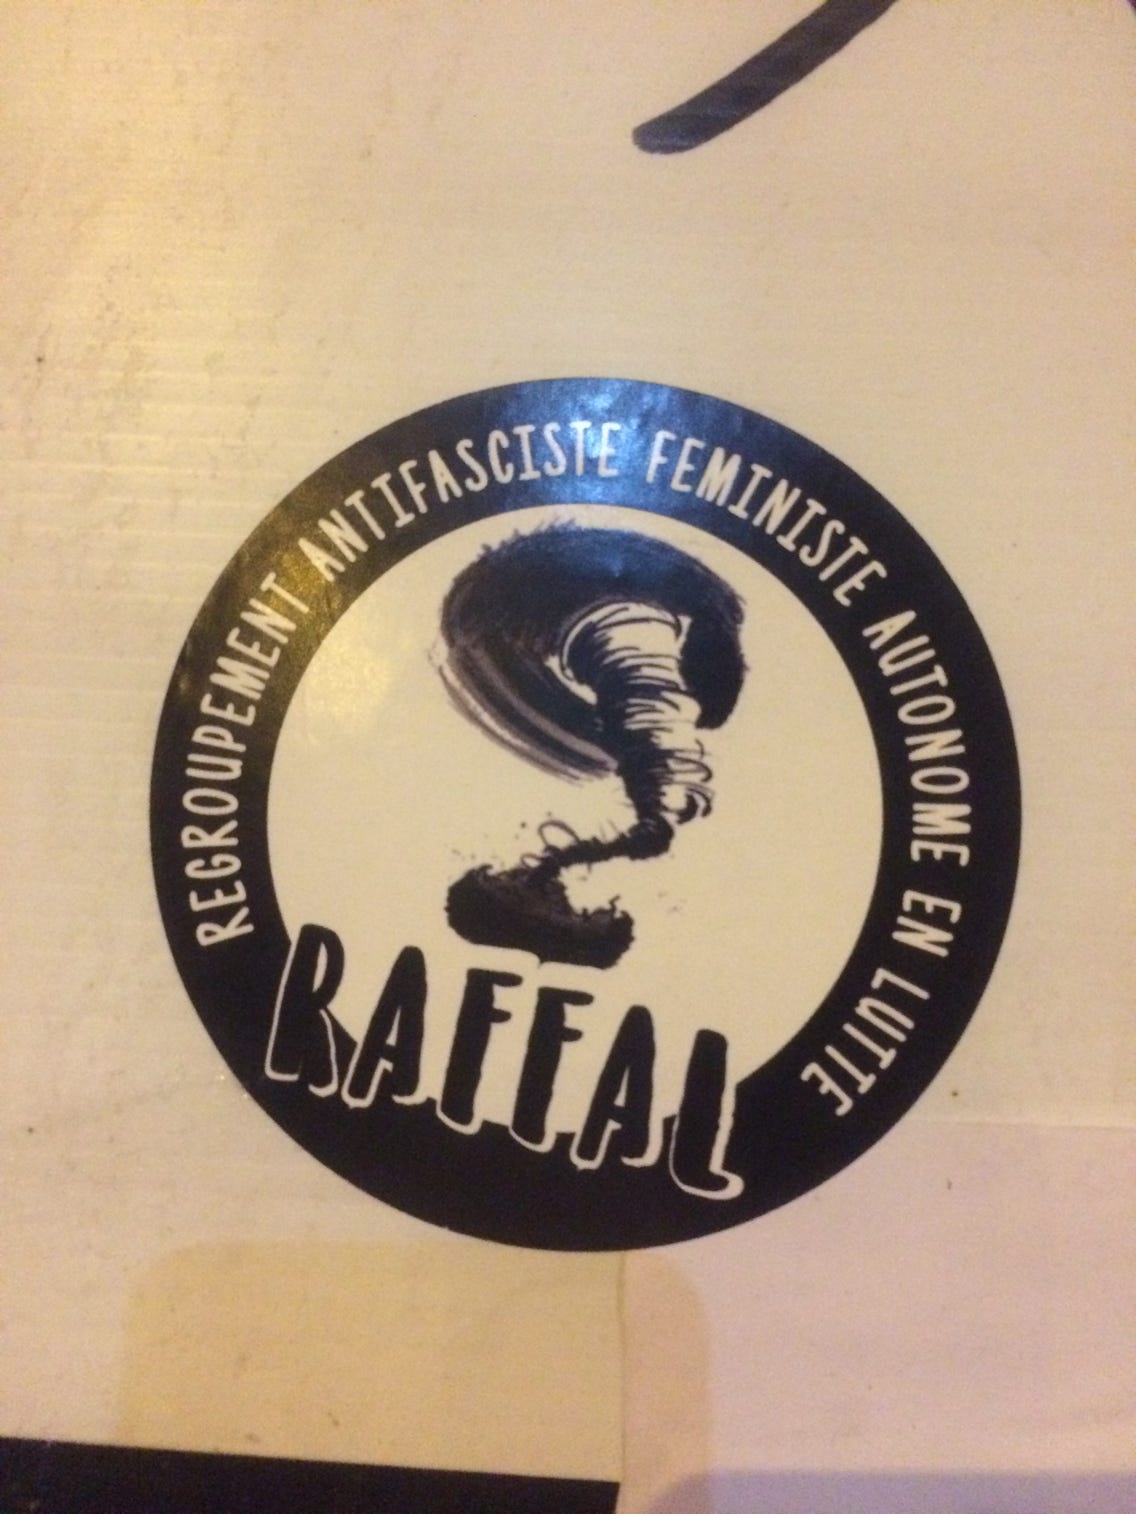 REGROUPEMENT ANTIFASCISTE FEMINISTE AUTONOME EN LUTTE
RAFFAL